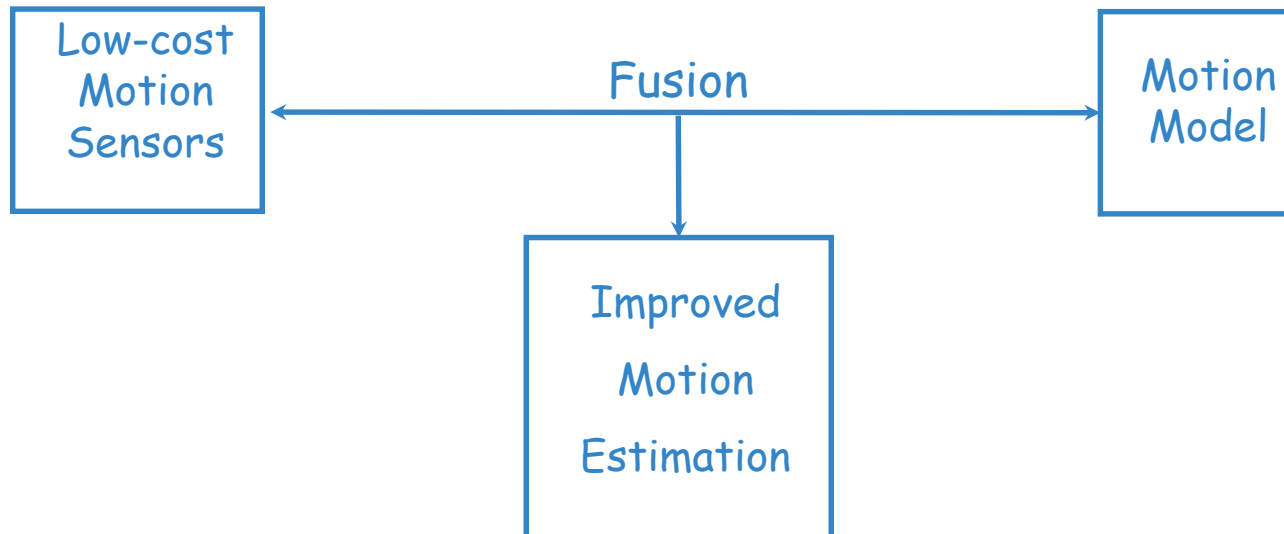 Low-cost
Motion
Sensors
Fusion
Motion
Model
Improved
Motion
Estimation